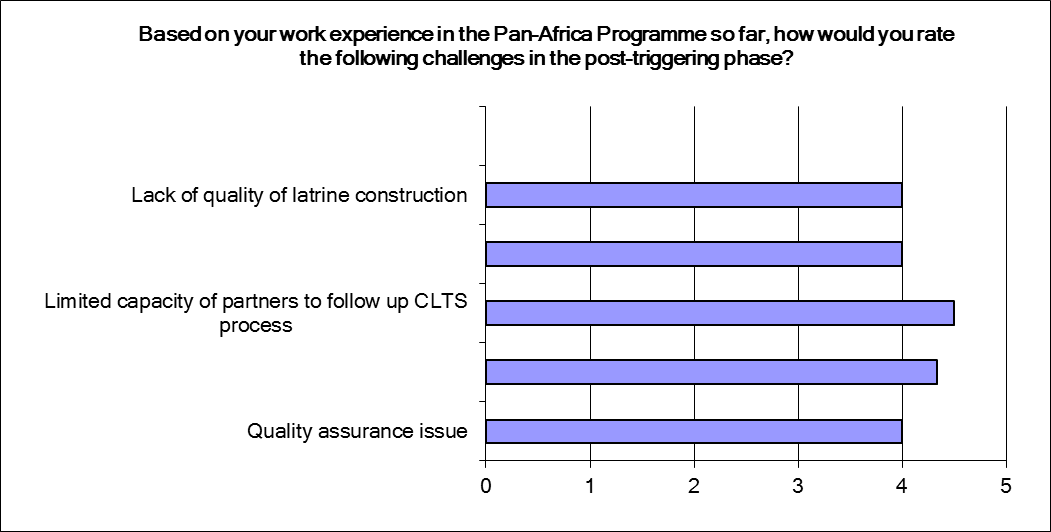 Based on your work experience in the Pan-Africa Programme so far, how would you rate
the following challenges in the post-triggering phase?
Lack of quality of latrine construction
Limited capacity of partners to follow up CLTS
process
Quality assurance issue
0 1 2 3 4 5